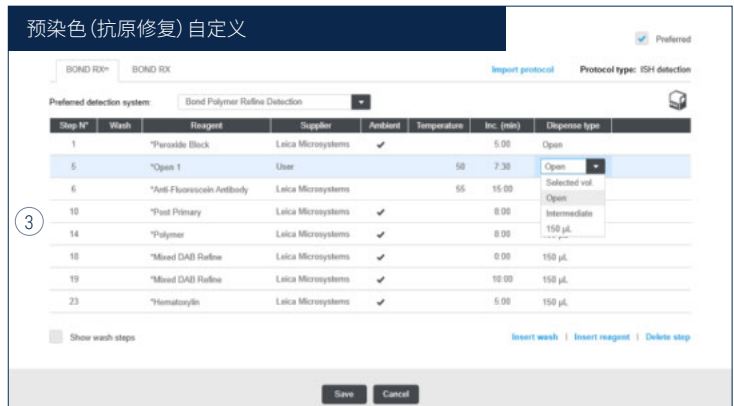 预染色(抗原修复)自定义
Preferred
BOND RXm BOND RX Import protocol Protocol type: ISH detection
Preferred detection system: Bond Polymer Refine Detection
Step N° Wash Reagent Supplier Ambient Temperature Inc. (min) Dispense type
1 *Peroxide Block Leica Microsystems ✓ 5:00 Open
5 *Open 1 User 50 7:30 Open
Selected vol.
6 *Anti-Fluorescein Antibody Leica Microsystems 55 15:00
Open
10 *Post Primary Leica Microsystems ✓ 8:00 Intermediate
③
14 *Polymer Leica Microsystems ✓ 8:00 150 µL
18 *Mixed DAB Refine Leica Microsystems ✓ 0:00 150 µL
19 *Mixed DAB Refine Leica Microsystems ✓ 10:00 150 µL
23 *Hematoxylin Leica Microsystems ✓ 5:00 150 µL
Show wash steps Insert wash | Insert reagent | Delete step
Save Cancel